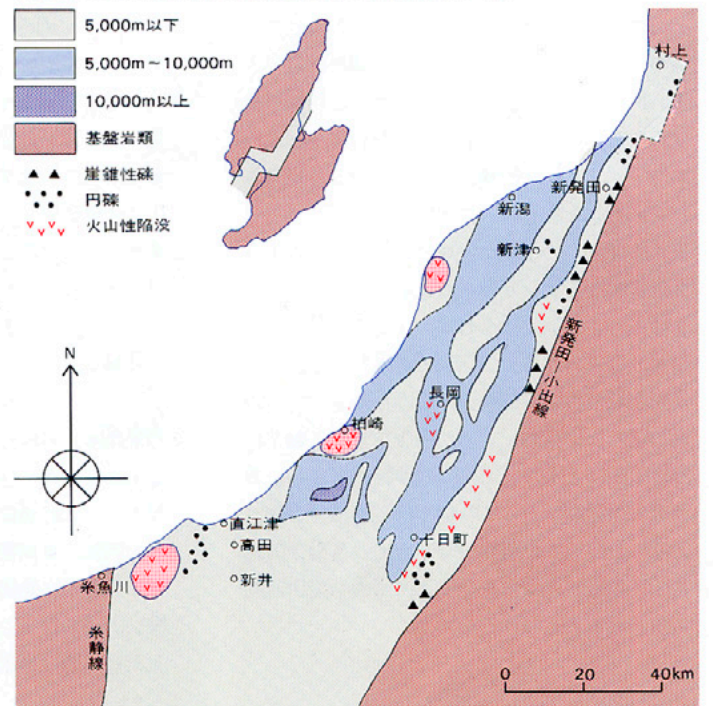 5,000m以下
5,000m～10,000m
10,000m以上
基盤岩類
崖錐性礫
円礫
火山性陥没
村上
新発田
新潟
新津
新発田－小出線
長岡
柏崎
十日町
直江津
高田
新井
糸魚川
糸静線
N
0 20 40km